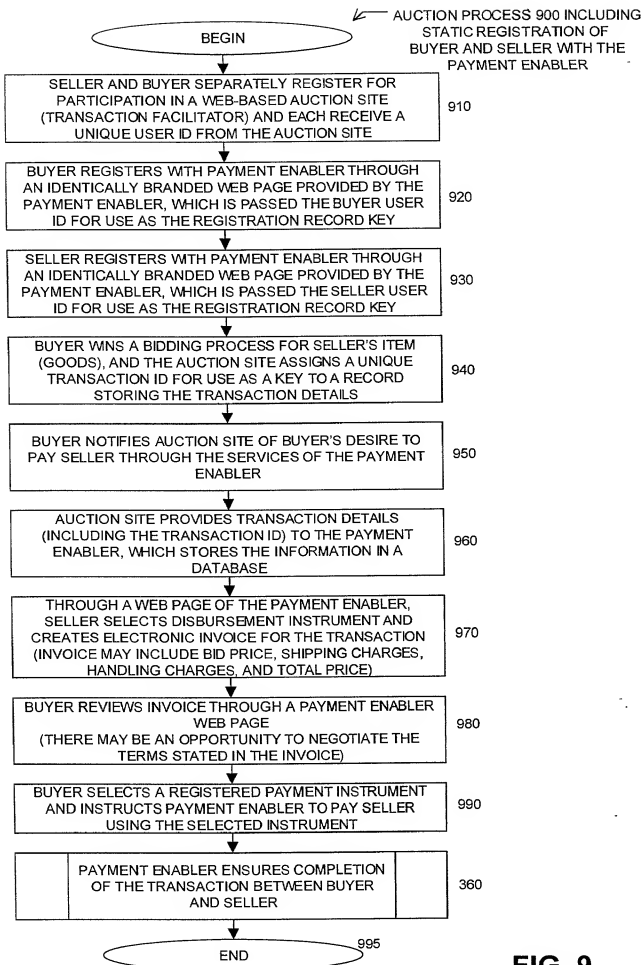 AUCTION PROCESS 900 INCLUDING
STATIC REGISTRATION OF
BUYER AND SELLER WITH THE
PAYMENT ENABLER
BEGIN
SELLER AND BUYER SEPARATELY REGISTER FOR
PARTICIPATION IN A WEB-BASED AUCTION SITE
(TRANSACTION FACILITATOR) AND EACH RECEIVE A
UNIQUE USER ID FROM THE AUCTION SITE
910
BUYER REGISTERS WITH PAYMENT ENABLER THROUGH
AN IDENTICALLY BRANDED WEB PAGE PROVIDED BY THE
PAYMENT ENABLER, WHICH IS PASSED THE BUYER USER
ID FOR USE AS THE REGISTRATION RECORD KEY
920
SELLER REGISTERS WITH PAYMENT ENABLER THROUGH
AN IDENTICALLY BRANDED WEB PAGE PROVIDED BY THE
PAYMENT ENABLER, WHICH IS PASSED THE SELLER USER
ID FOR USE AS THE REGISTRATION RECORD KEY
930
BUYER WINS A BIDDING PROCESS FOR SELLER'S ITEM
(GOODS), AND THE AUCTION SITE ASSIGNS A UNIQUE
TRANSACTION ID FOR USE AS A KEY TO A RECORD
STORING THE TRANSACTION DETAILS
940
BUYER NOTIFIES AUCTION SITE OF BUYER'S DESIRE TO
PAY SELLER THROUGH THE SERVICES OF THE PAYMENT
ENABLER
950
AUCTION SITE PROVIDES TRANSACTION DETAILS
(INCLUDING THE TRANSACTION ID) TO THE PAYMENT
ENABLER, WHICH STORES THE INFORMATION IN A
DATABASE
960
THROUGH A WEB PAGE OF THE PAYMENT ENABLER,
SELLER SELECTS DISBURSEMENT INSTRUMENT AND
CREATES ELECTRONIC INVOICE FOR THE TRANSACTION
(INVOICE MAY INCLUDE BID PRICE, SHIPPING CHARGES,
HANDLING CHARGES, AND TOTAL PRICE)
970
BUYER REVIEWS INVOICE THROUGH A PAYMENT ENABLER
WEB PAGE
(THERE MAY BE AN OPPORTUNITY TO NEGOTIATE THE
TERMS STATED IN THE INVOICE)
980
BUYER SELECTS A REGISTERED PAYMENT INSTRUMENT
AND INSTRUCTS PAYMENT ENABLER TO PAY SELLER
USING THE SELECTED INSTRUMENT
990
PAYMENT ENABLER ENSURES COMPLETION
OF THE TRANSACTION BETWEEN BUYER
AND SELLER
360
END
995
FIG. 9